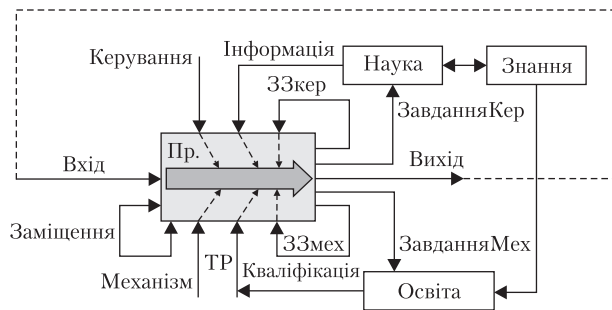 Керування
Інформація
Наука
Знання
ЗЗкер
ЗавданняКер
Пр.
Вхід
Вихід
Заміщення
ЗЗмех
ЗавданняМех
Механізм
ТР
Кваліфікація
Освіта